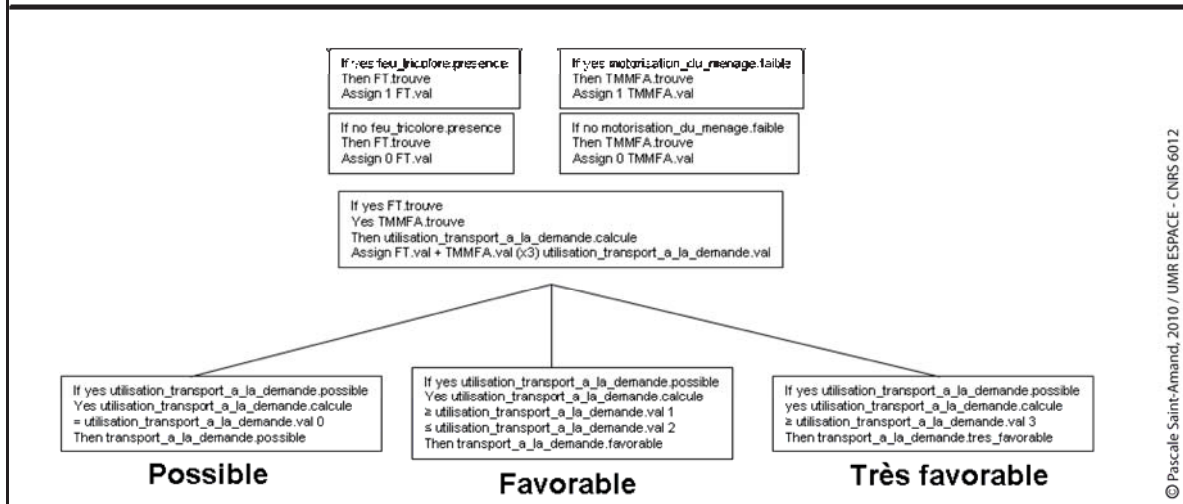 If yes feu_tricolore.presence
Then FT.trouve
Assign 1 FT.val
If yes motorisation_du_menage.faible
Then TMMFA.trouve
Assign 1 TMMFA.val
If no feu_tricolore.presence
Then FT.trouve
Assign 0 FT.val
If no motorisation_du_menage.faible
Then TMMFA.trouve
Assign 0 TMMFA.val
If yes FT.trouve
Yes TMMFA.trouve
Then utilisation_transport_a_la_demande.calcule
Assign FT.val + TMMFA.val (x3) utilisation_transport_a_la_demande.val
If yes utilisation_transport_a_la_demande.possible
Yes utilisation_transport_a_la_demande.calcule
= utilisation_transport_a_la_demande.val 0
Then transport_a_la_demande.possible
Possible
If yes utilisation_transport_a_la_demande.possible
Yes utilisation_transport_a_la_demande.calcule
≥ utilisation_transport_a_la_demande.val 1
≤ utilisation_transport_a_la_demande.val 2
Then transport_a_la_demande.favorable
Favorable
If yes utilisation_transport_a_la_demande.possible
yes utilisation_transport_a_la_demande.calcule
≥ utilisation_transport_a_la_demande.val 3
Then transport_a_la_demande.tres_favorable
Très favorable
© Pascale Saint-Amand, 2010 / UMR ESPACE - CNRS 6012